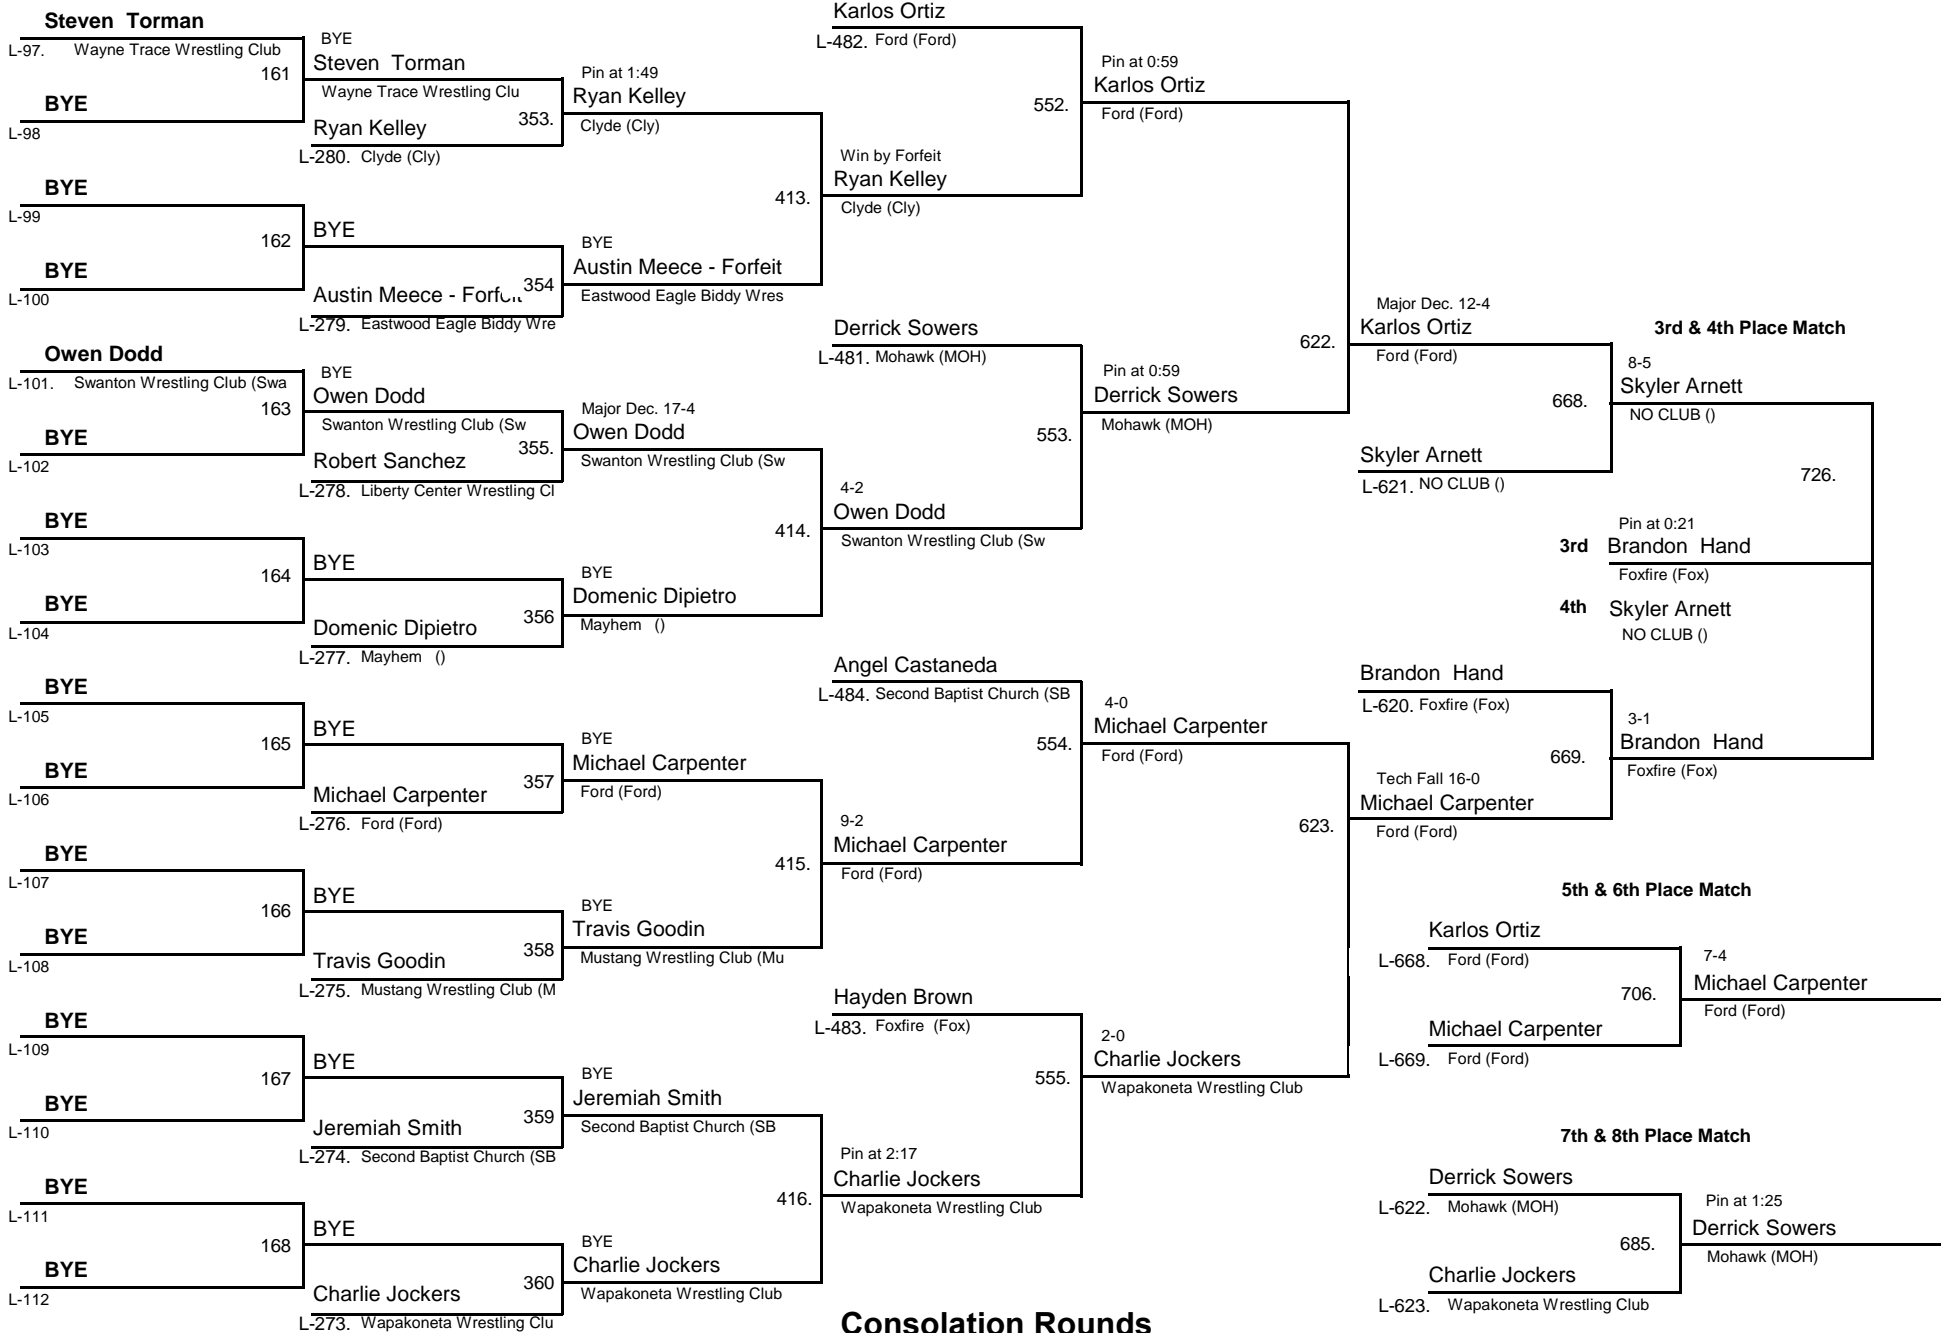 Steven Torman
L-97. Wayne Trace Wrestling Club
161
BYE
L-98
BYE
L-99
162
BYE
L-100
Owen Dodd
L-101. Swanton Wrestling Club (Swa
163
BYE
L-102
BYE
L-103
164
BYE
L-104
BYE
L-105
165
BYE
L-106
BYE
L-107
166
BYE
L-108
BYE
L-109
167
BYE
L-110
BYE
L-111
168
BYE
L-112
BYE
Steven Torman
Wayne Trace Wrestling Clu
353.
Ryan Kelley
L-280. Clyde (Cly)
BYE
354
Austin Meece - Forfeit
L-279. Eastwood Eagle Biddy Wre
BYE
Owen Dodd
Swanton Wrestling Club (Sw
355.
Robert Sanchez
L-278. Liberty Center Wrestling Cl
BYE
356
Domenic Dipietro
L-277. Mayhem ()
BYE
357
Michael Carpenter
L-276. Ford (Ford)
BYE
358
Travis Goodin
L-275. Mustang Wrestling Club (M
BYE
359
Jeremiah Smith
L-274. Second Baptist Church (SB
BYE
360
Charlie Jockers
L-273. Wapakoneta Wrestling Clu
Pin at 1:49
Ryan Kelley
Clyde (Cly)
413.
BYE
Austin Meece - Forfeit
Eastwood Eagle Biddy Wres
Major Dec. 17-4
Owen Dodd
Swanton Wrestling Club (Sw
414.
BYE
Domenic Dipietro
Mayhem ()
BYE
Michael Carpenter
Ford (Ford)
415.
BYE
Travis Goodin
Mustang Wrestling Club (Mu
BYE
Jeremiah Smith
Second Baptist Church (SB
416.
BYE
Charlie Jockers
Wapakoneta Wrestling Club
Karlos Ortiz
L-482. Ford (Ford)
552.
Win by Forfeit
Ryan Kelley
Clyde (Cly)
Derrick Sowers
L-481. Mohawk (MOH)
553.
4-2
Owen Dodd
Swanton Wrestling Club (Sw
Angel Castaneda
L-484. Second Baptist Church (SB
554.
9-2
Michael Carpenter
Ford (Ford)
Hayden Brown
L-483. Foxfire (Fox)
555.
Pin at 2:17
Charlie Jockers
Wapakoneta Wrestling Club
Pin at 0:59
Karlos Ortiz
Ford (Ford)
622.
Pin at 0:59
Derrick Sowers
Mohawk (MOH)
4-0
Michael Carpenter
Ford (Ford)
623.
2-0
Charlie Jockers
Wapakoneta Wrestling Club
Major Dec. 12-4
Karlos Ortiz
Ford (Ford)
668.
Skyler Arnett
L-621. NO CLUB ()
Brandon Hand
L-620. Foxfire (Fox)
669.
Tech Fall 16-0
Michael Carpenter
Ford (Ford)
3rd & 4th Place Match
8-5
Skyler Arnett
NO CLUB ()
726.
Pin at 0:21
3rd Brandon Hand
Foxfire (Fox)
4th Skyler Arnett
NO CLUB ()
3-1
Brandon Hand
Foxfire (Fox)
5th & 6th Place Match
Karlos Ortiz
L-668. Ford (Ford)
706.
Michael Carpenter
L-669. Ford (Ford)
7-4
Michael Carpenter
Ford (Ford)
7th & 8th Place Match
Derrick Sowers
L-622. Mohawk (MOH)
685.
Charlie Jockers
L-623. Wapakoneta Wrestling Club
Pin at 1:25
Derrick Sowers
Mohawk (MOH)
Consolation Rounds